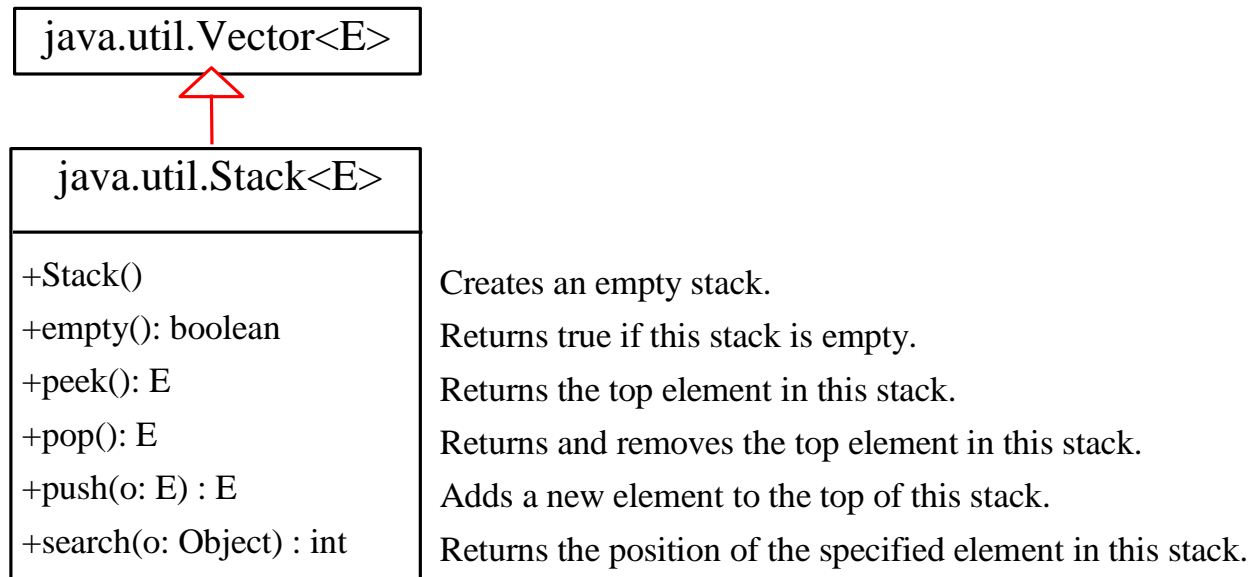 java.util.Vector<E>
java.util.Stack<E>
+Stack() Creates an empty stack.
+empty(): boolean Returns true if this stack is empty.
+peek(): E Returns the top element in this stack.
+pop(): E Returns and removes the top element in this stack.
+push(o: E) : E Adds a new element to the top of this stack.
+search(o: Object) : int Returns the position of the specified element in this stack.